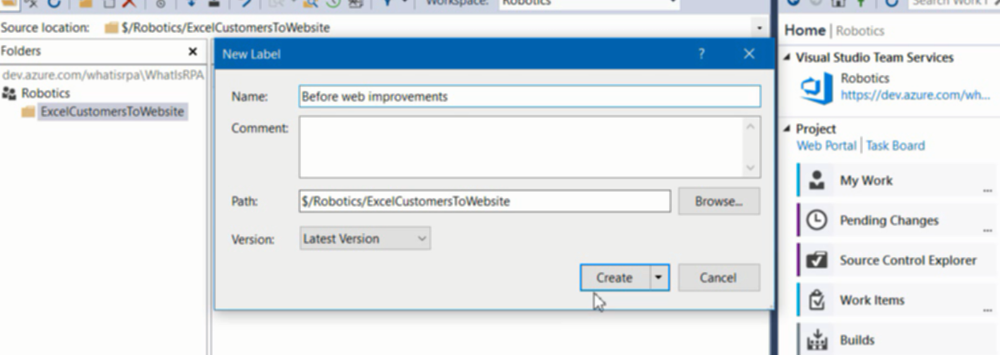 Workspace: Robotics
Source location: $/Robotics/ExcelCustomersToWebsite
Folders
dev.azure.com/whatisrpa\WhatIsRPA
Robotics
ExcelCustomersToWebsite
New Label
Name: Before web improvements
Comment:
Path: $/Robotics/ExcelCustomersToWebsite Browse...
Version: Latest Version
Create Cancel
Search Work I
Home | Robotics
Visual Studio Team Services
Robotics
https://dev.azure.com/wh...
Project
Web Portal | Task Board
My Work
...
Pending Changes
...
Source Control Explorer
Work Items
...
Builds